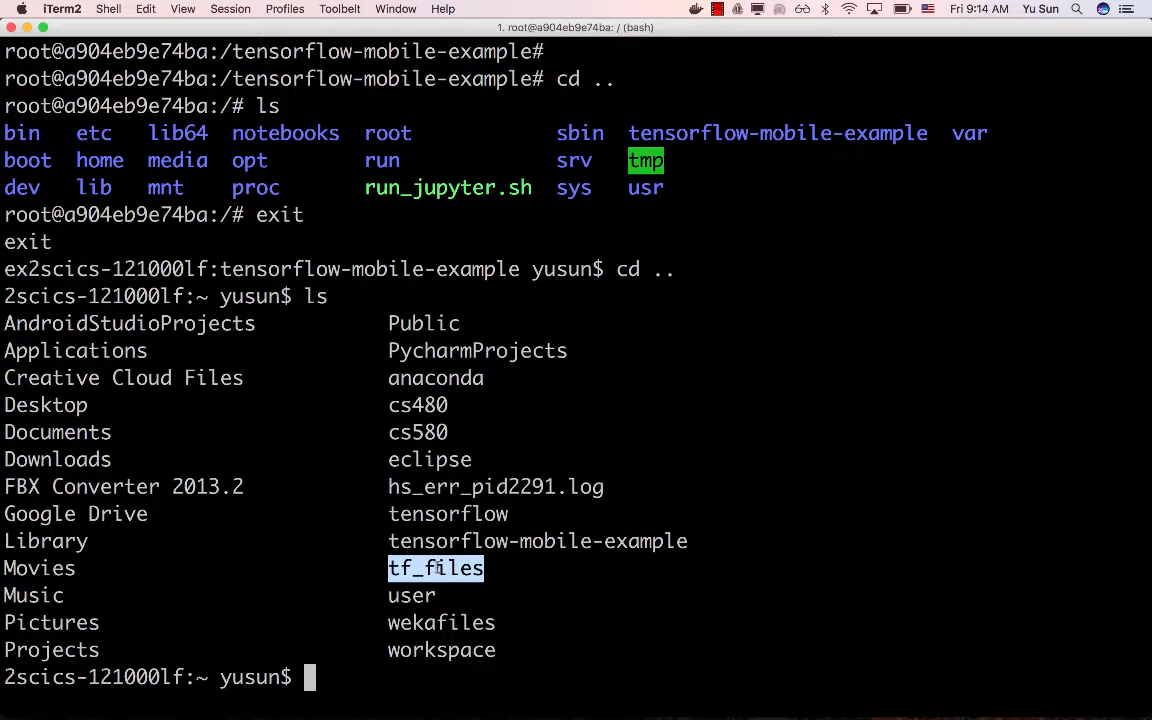 iTerm2 Shell Edit View Session Profiles Toolbelt Window Help Fri 9:14 AM Yu Sun
1. root@a904eb9e74ba: / (bash)
root@a904eb9e74ba:/tensorflow-mobile-example#
root@a904eb9e74ba:/tensorflow-mobile-example# cd ..
root@a904eb9e74ba:/# ls
bin etc lib64 notebooks root sbin tensorflow-mobile-example var
boot home media opt run srv tmp
dev lib mnt proc run_jupyter.sh sys usr
root@a904eb9e74ba:/# exit
exit
ex2scics-121000lf:tensorflow-mobile-example yusun$ cd ..
2scics-121000lf:~ yusun$ ls
AndroidStudioProjects Public
Applications PycharmProjects
Creative Cloud Files anaconda
Desktop cs480
Documents cs580
Downloads eclipse
FBX Converter 2013.2 hs_err_pid2291.log
Google Drive tensorflow
Library tensorflow-mobile-example
Movies tf_files
Music user
Pictures wekafiles
Projects workspace
2scics-121000lf:~ yusun$